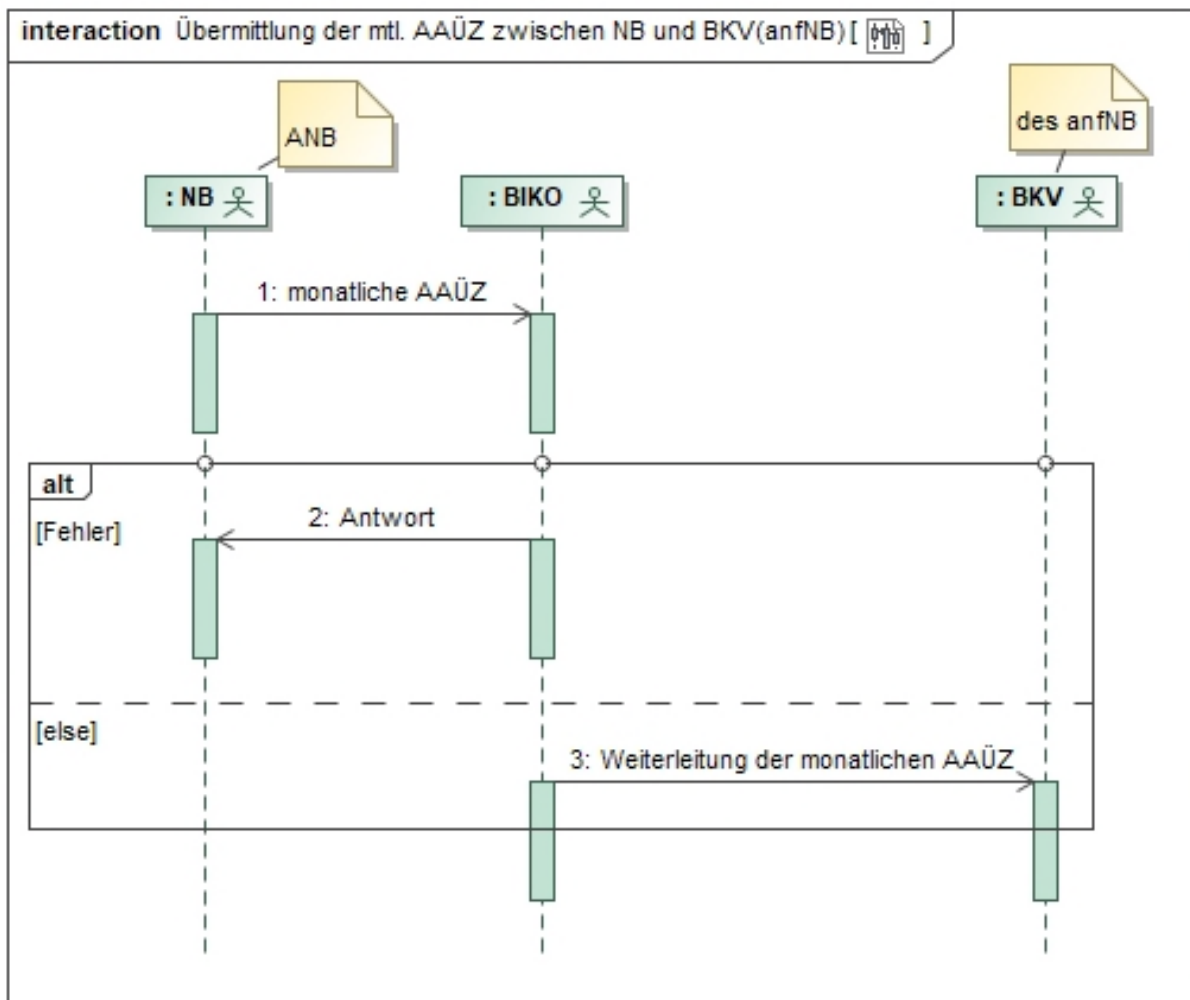 interaction Übermittlung der mtl. AAÜZ zwischen NB und BKV(anfNB) [ ]
ANB
des anfNB
: NB
: BIKO
: BKV
1: monatliche AAÜZ
alt
[Fehler]
2: Antwort
[else]
3: Weiterleitung der monatlichen AAÜZ